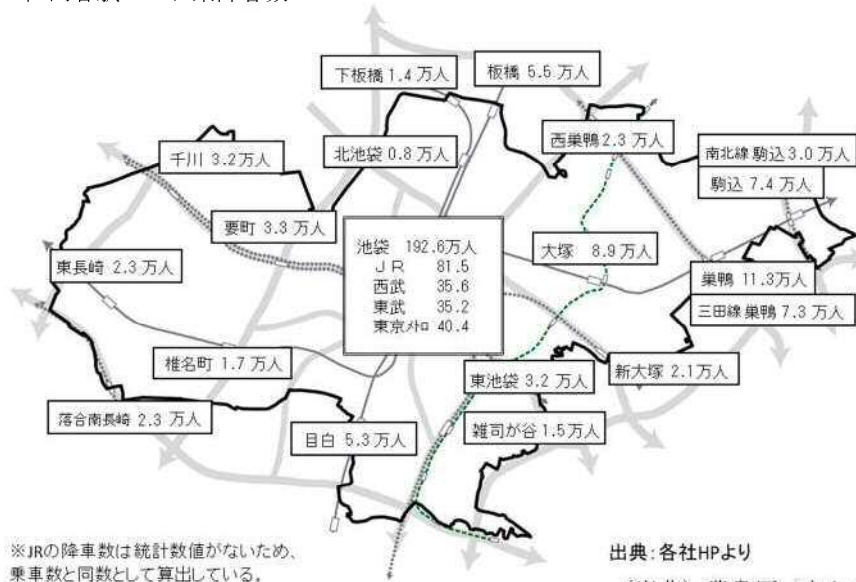 下板橋 1.4 万人
板橋 5.5 万人
千川 3.2万人
北池袋 0.8 万人
西巣鴨 2.3 万人
南北線 駒込 3.0 万人
駒込 7.4 万人
要町 3.3 万人
池袋 192.6万人
JR 81.5
西武 35.6
東武 35.2
東京メトロ 40.4
大塚 8.9 万人
東長崎 2.3 万人
巣鴨 11.3万人
三田線 巣鴨 7.3 万人
椎名町 1.7 万人
東池袋 3.2 万人
新大塚 2.1万人
落合南長崎 2.3 万人
目白 5.3 万人
雑司が谷 1.5万人
※JRの降車数は統計数値がないため、
乗車数と同数として算出している。
出典：各社HPより